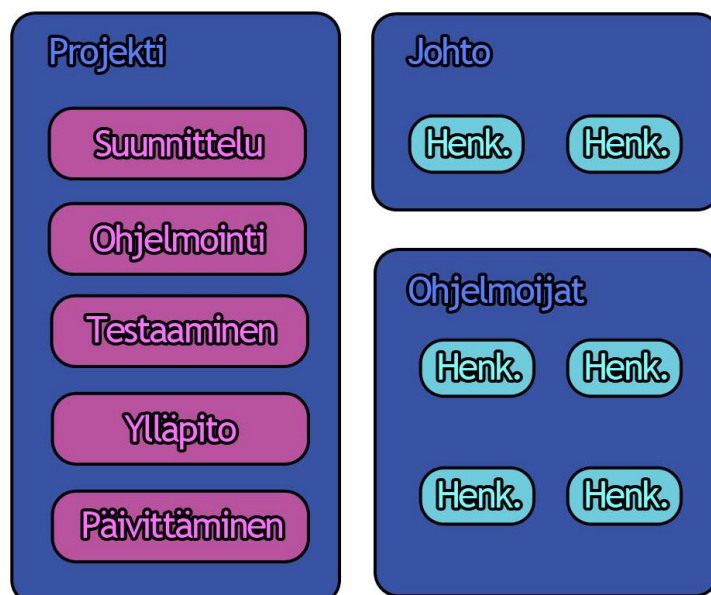 Projekti
Suunnittelu
Ohjelmointi
Testaaminen
Ylläpito
Päivittäminen
Johto
Henk. Henk.
Ohjelmoijat
Henk. Henk.
Henk. Henk.